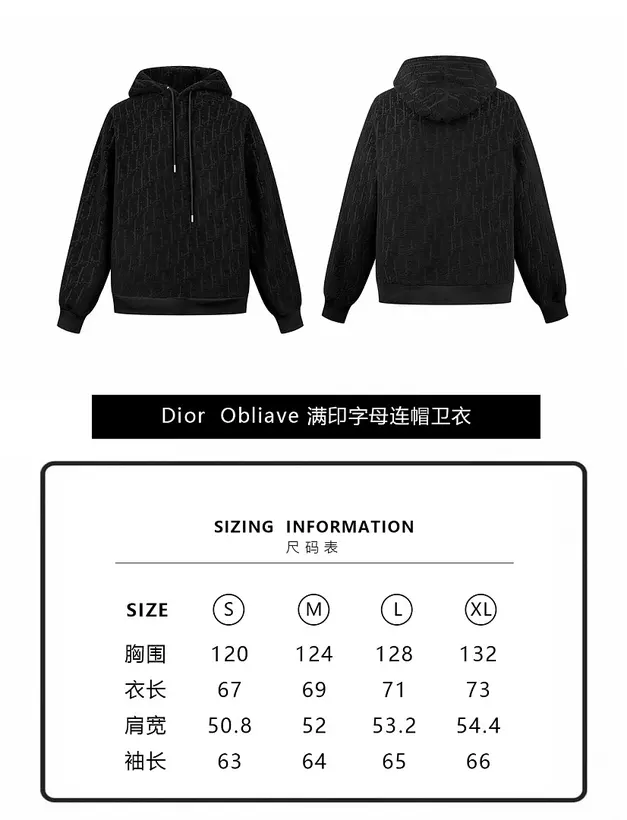 Dior Obliave 满印字母连帽卫衣
SIZING INFORMATION
尺码表
SIZE S M L XL
胸围 120 124 128 132
衣长 67 69 71 73
肩宽 50.8 52 53.2 54.4
袖长 63 64 65 66